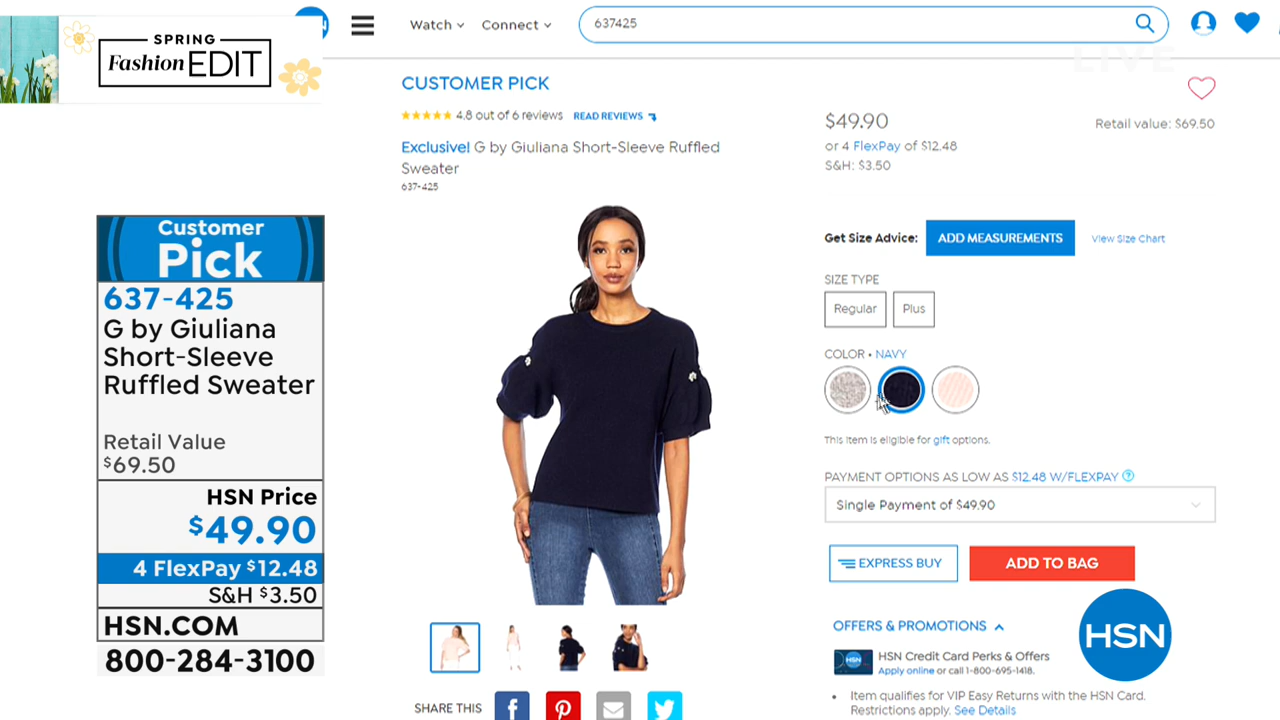 SPRING
Fashion EDIT
Watch
Connect
637425
LIVE
CUSTOMER PICK
4.8 out of 6 reviews READ REVIEWS
Exclusive! G by Giuliana Short-Sleeve Ruffled
Sweater
637-425
$49.90
Retail value: $69.50
or 4 FlexPay of $12.48
S&H: $3.50
Get Size Advice: ADD MEASUREMENTS View Size Chart
SIZE TYPE
Regular Plus
COLOR • NAVY
This item is eligible for gift options.
PAYMENT OPTIONS AS LOW AS $12.48 W/FLEXPAY ?
Single Payment of $49.90
EXPRESS BUY ADD TO BAG
OFFERS & PROMOTIONS
HSN
HSN Credit Card Perks & Offers
Apply online or call 1-800-695-1418.
• Item qualifies for VIP Easy Returns with the HSN Card.
Restrictions apply. See Details
SHARE THIS
HSN
Customer
Pick
637-425
G by Giuliana
Short-Sleeve
Ruffled Sweater
Retail Value
$69.50
HSN Price
$49.90
4 FlexPay $12.48
S&H $3.50
HSN.COM
800-284-3100